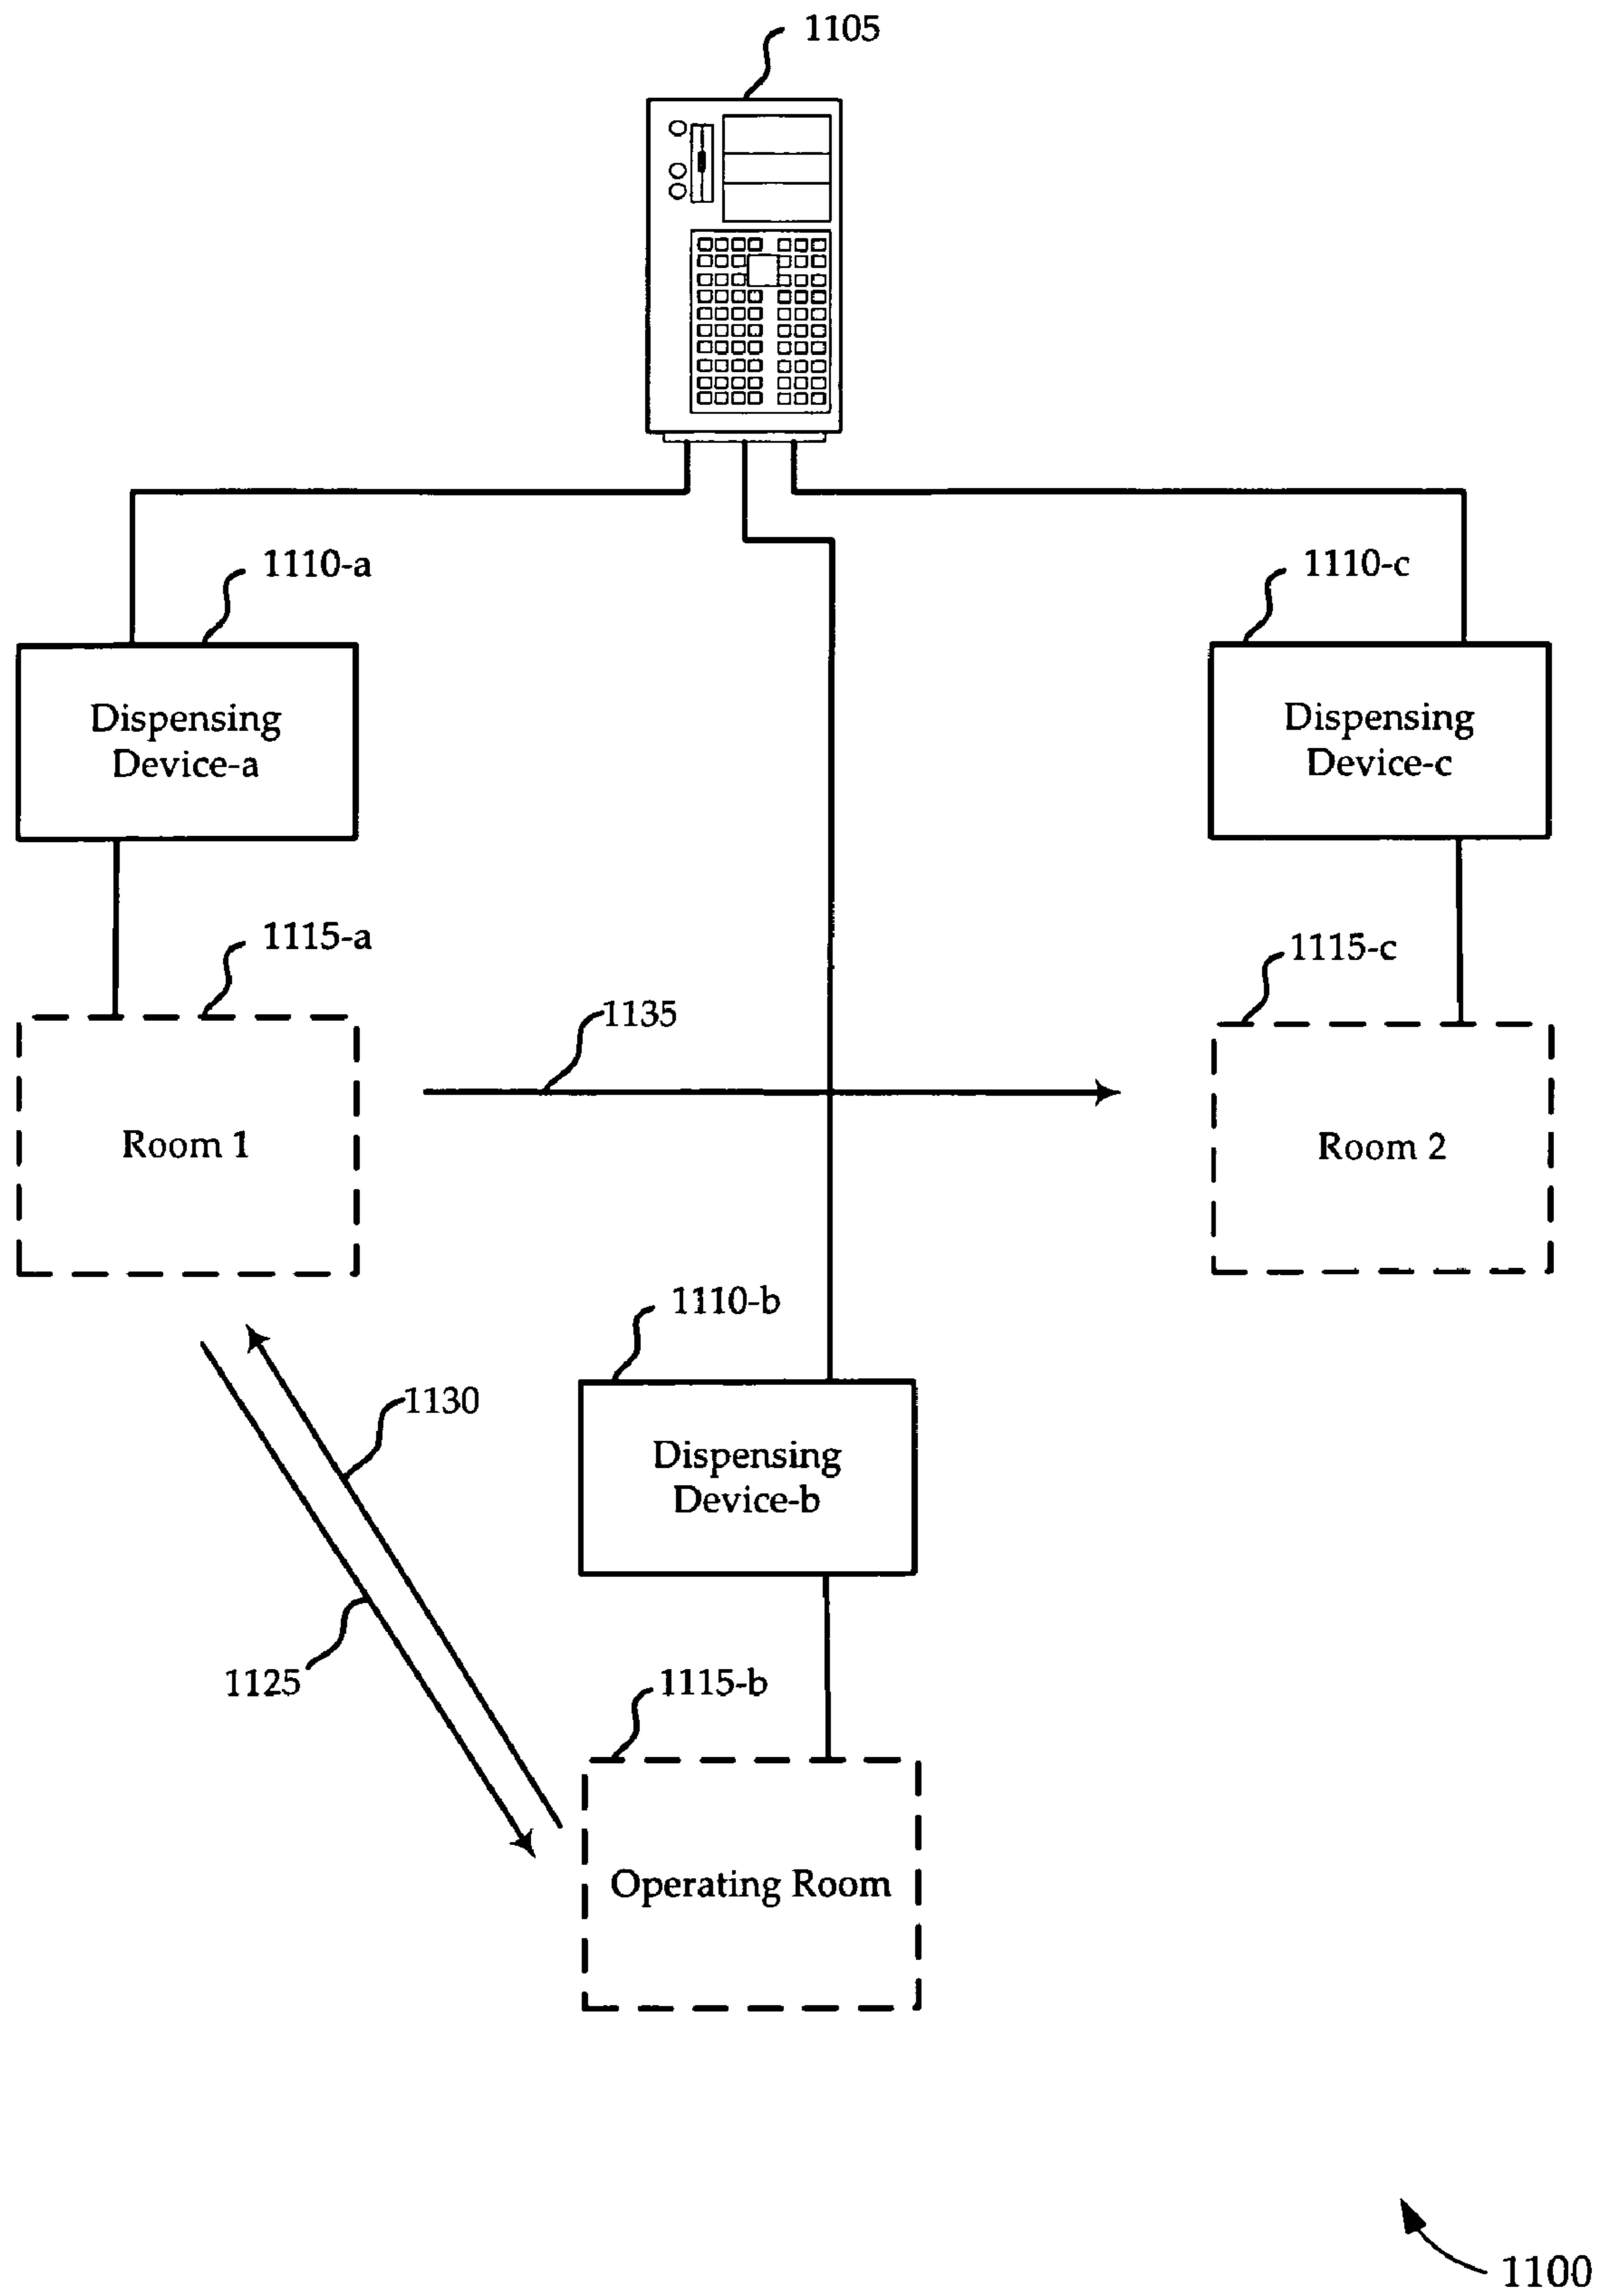 1105
1110-a
1110-c
Dispensing
Device-a
Dispensing
Device-c
1115-a
1115-c
1135
Room 1
Room 2
1110-b
1130
Dispensing
Device-b
1125
1115-b
Operating Room
1100